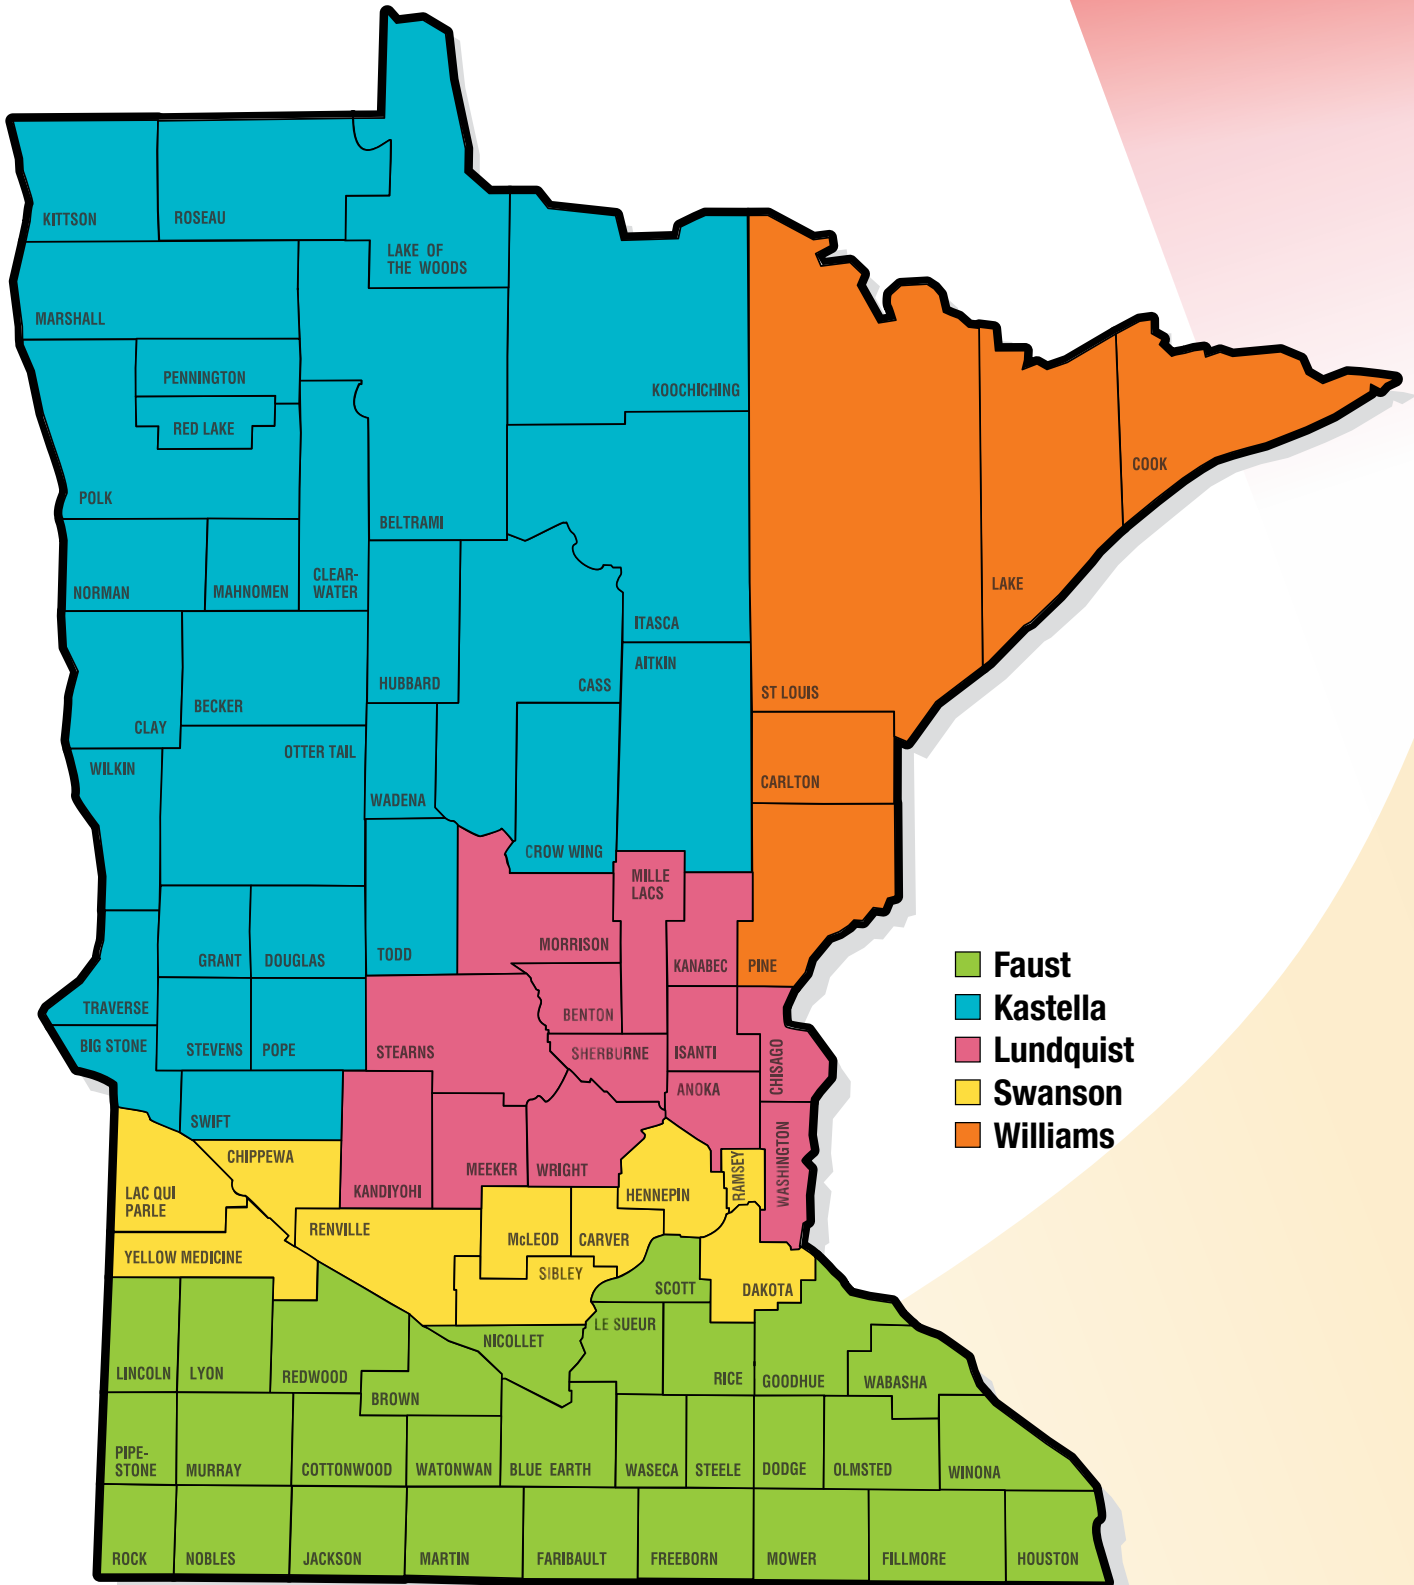 KITTSON
ROSEAU
LAKE OF
THE WOODS
MARSHALL
PENNINGTON
KOOCHICHING
RED LAKE
COOK
POLK
BELTRAMI
NORMAN
MAHNOMEN
CLEAR-
WATER
LAKE
ITASCA
AITKIN
HUBBARD
CASS
ST LOUIS
BECKER
CLAY
OTTER TAIL
WILKIN
WADENA
CARLTON
CROW WING
MILLE
LACS
MORRISON
GRANT
DOUGLAS
TODD
KANABEC
PINE
TRAVERSE
BENTON
BIG STONE
STEVENS
POPE
STEARNS
SHERBURNE
ISANTI
CHISAGO
ANOKA
SWIFT
CHIPPEWA
MEEKER
WRIGHT
WASHINGTON
RAMSEY
LAC QUI
PARLE
KANDIYOHI
HENNEPIN
RENVILLE
McLEOD
CARVER
YELLOW MEDICINE
SIBLEY
SCOTT
DAKOTA
NICOLLET
LE SUEUR
LINCOLN
LYON
REDWOOD
BROWN
RICE
GOODHUE
WABASHA
PIPE-
STONE
MURRAY
COTTONWOOD
WATONWAN
BLUE EARTH
WASECA
STEELE
DODGE
OLMSTED
WINONA
ROCK
NOBLES
JACKSON
MARTIN
FARIBAULT
FREEBORN
MOWER
FILLMORE
HOUSTON
Faust
Kastella
Lundquist
Swanson
Williams